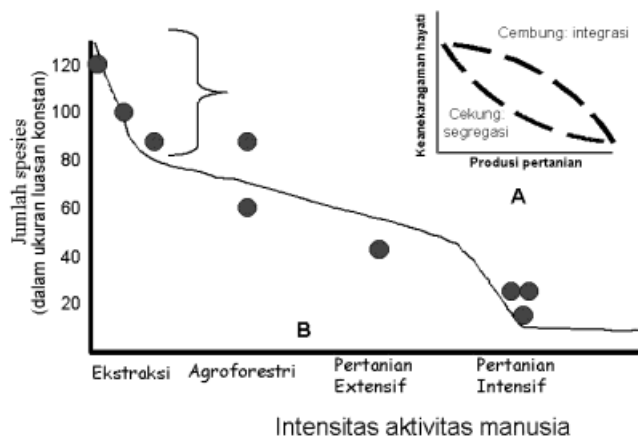 Jumlah spesies
(dalam ukuran luasan konstan)
120
100
80
60
40
20
Keanekaragaman hayati
Cembung: integrasi
Cekung:
segregasi
Produsi pertanian
A
B
Ekstraksi
Agroforestri
Pertanian
Extensif
Pertanian
Intensif
Intensitas aktivitas manusia